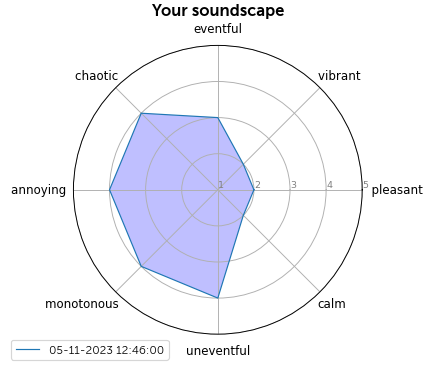 Your soundscape
eventful
chaotic
vibrant
annoying
1
2
3
4
5
pleasant
monotonous
calm
uneventful
05-11-2023 12:46:00